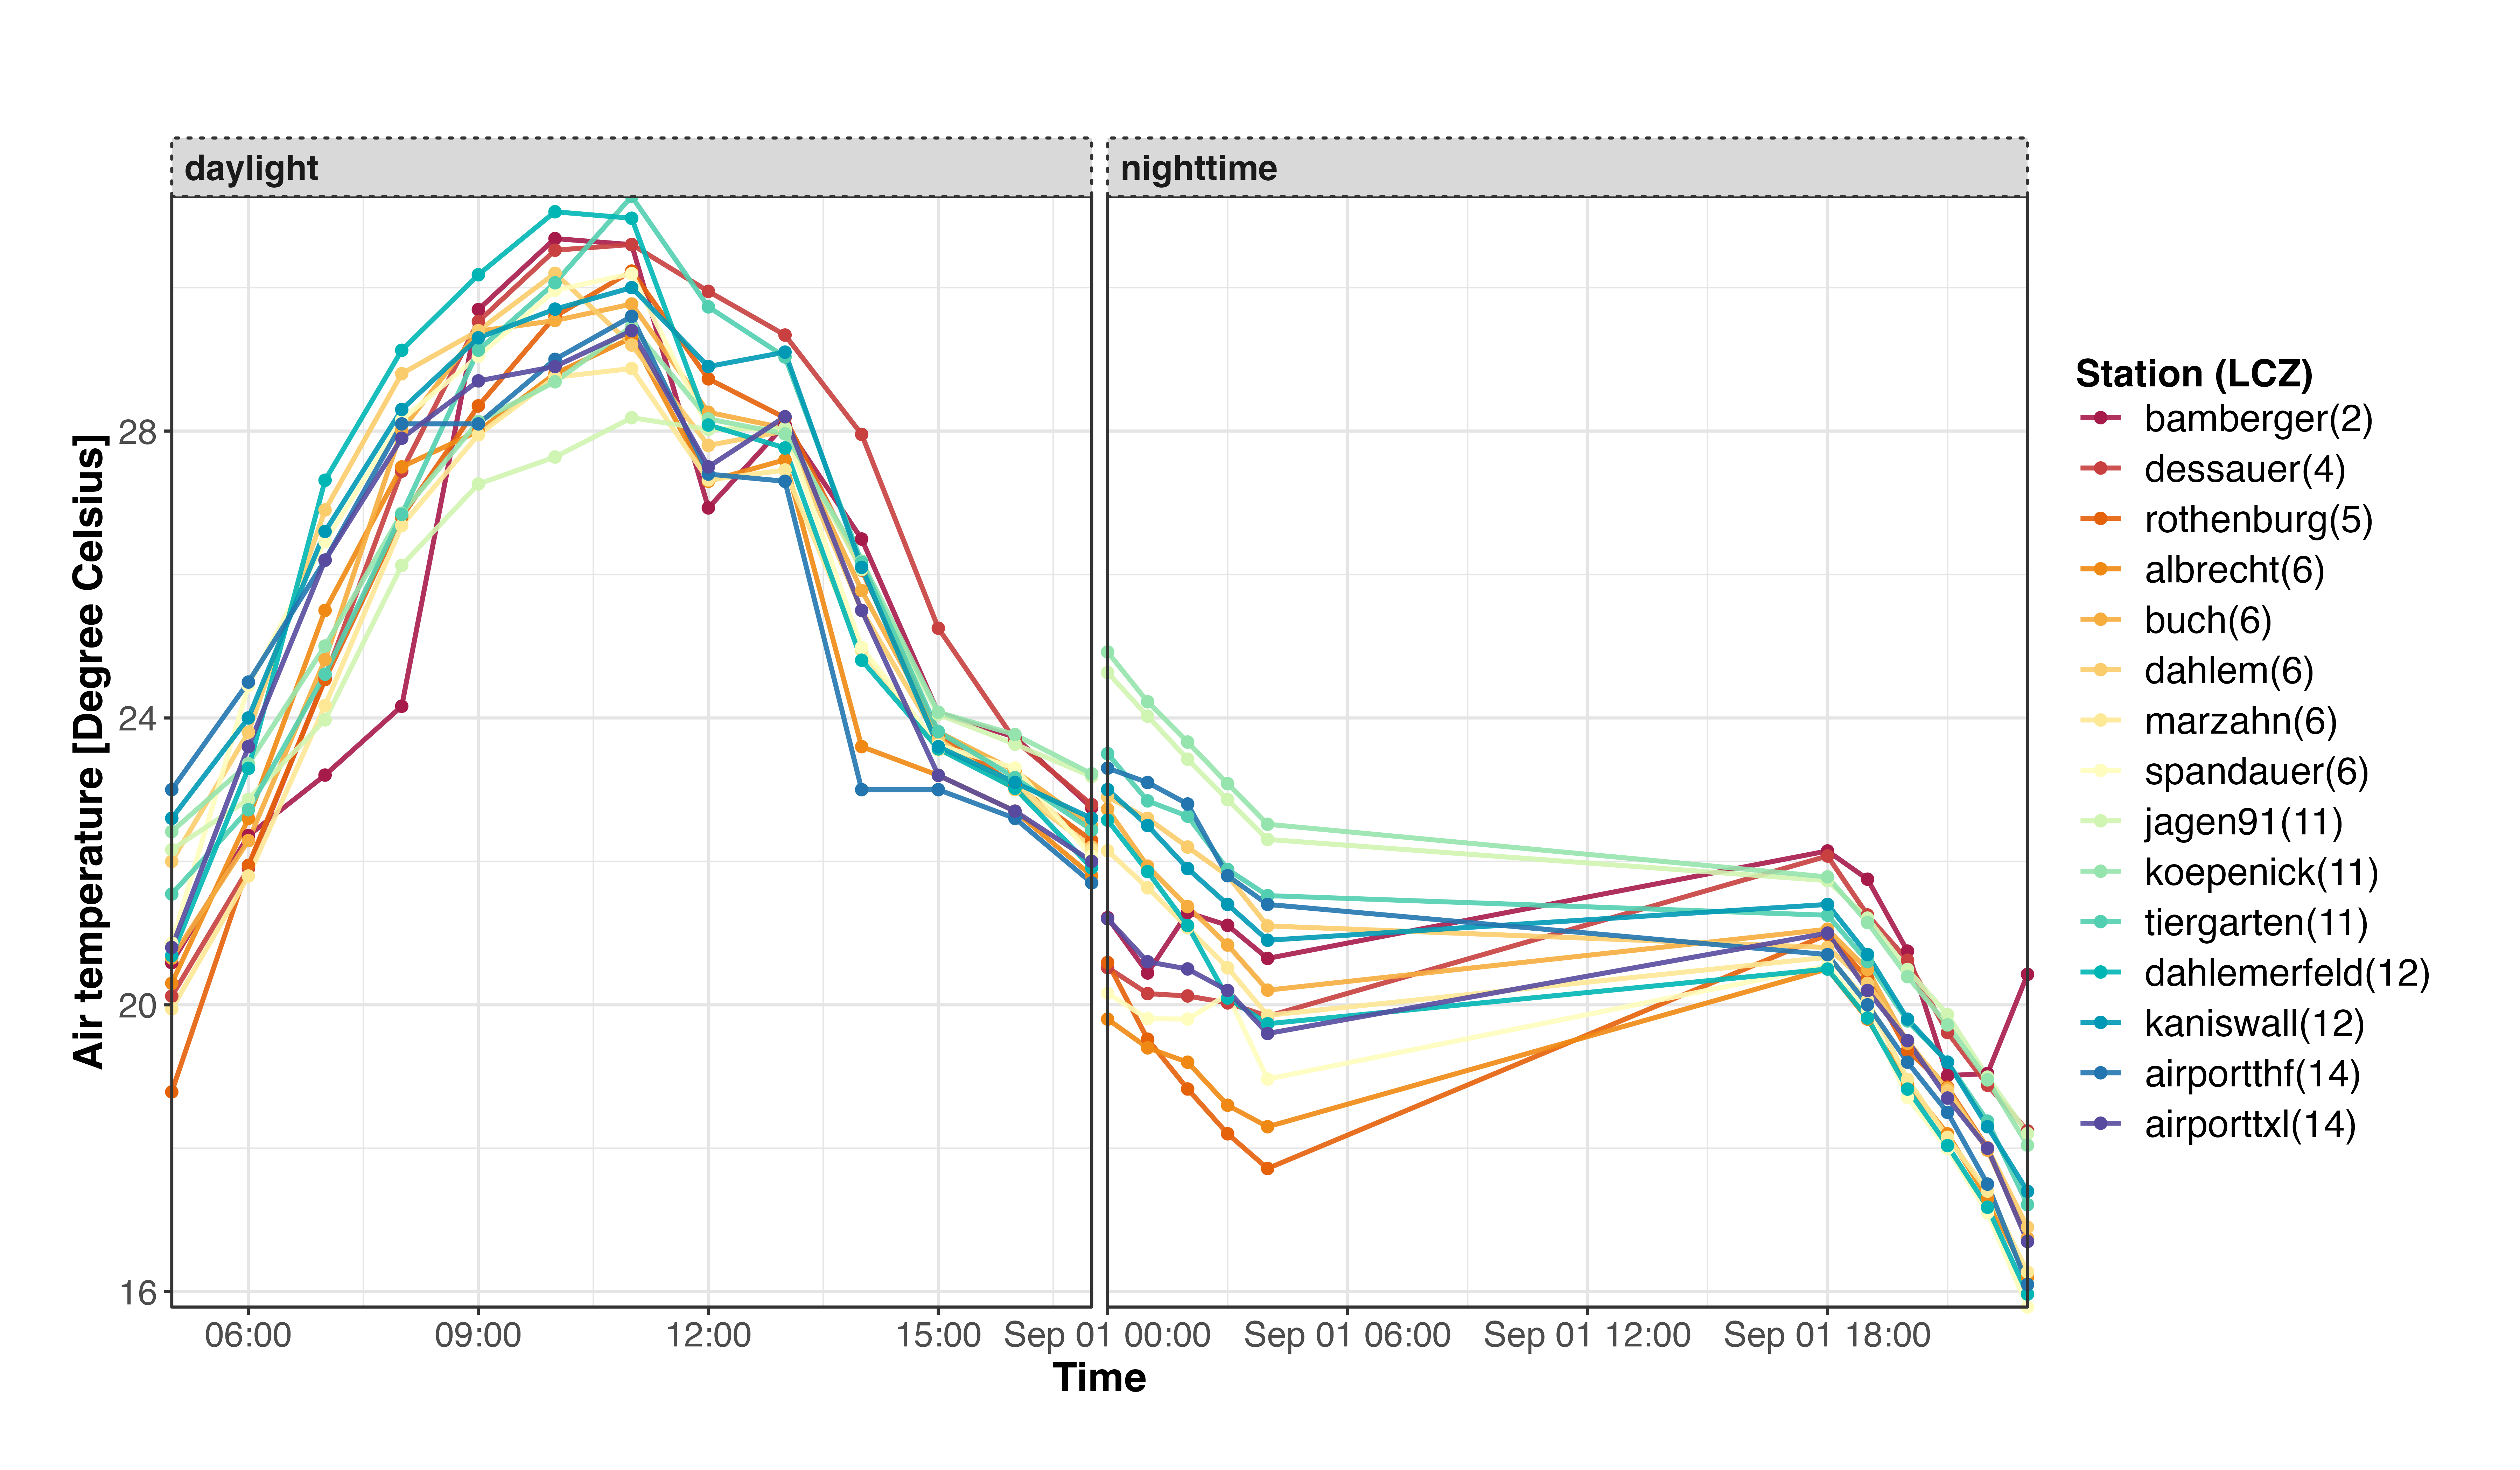 daylight
nighttime
Air temperature [Degree Celsius]
28
24
20
16
06:00
09:00
12:00
15:00
Sep 01 00:00
Sep 01 06:00
Sep 01 12:00
Sep 01 18:00
Time
Station (LCZ)
bamberger(2)
dessauer(4)
rothenburg(5)
albrecht(6)
buch(6)
dahlem(6)
marzahn(6)
spandauer(6)
jagen91(11)
koepenick(11)
tiergarten(11)
dahlemerfeld(12)
kaniswall(12)
airportthf(14)
airporttxl(14)